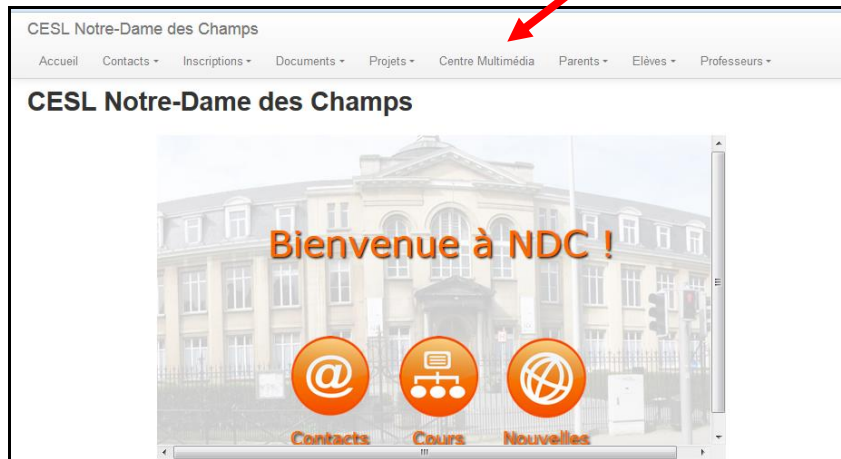 CESL Notre-Dame des Champs
Accueil Contacts Inscriptions Documents Projets Centre Multimédia Parents Elèves Professeurs
CESL Notre-Dame des Champs
Bienvenue à NDC !
@
Contacts Cours Nouvelles